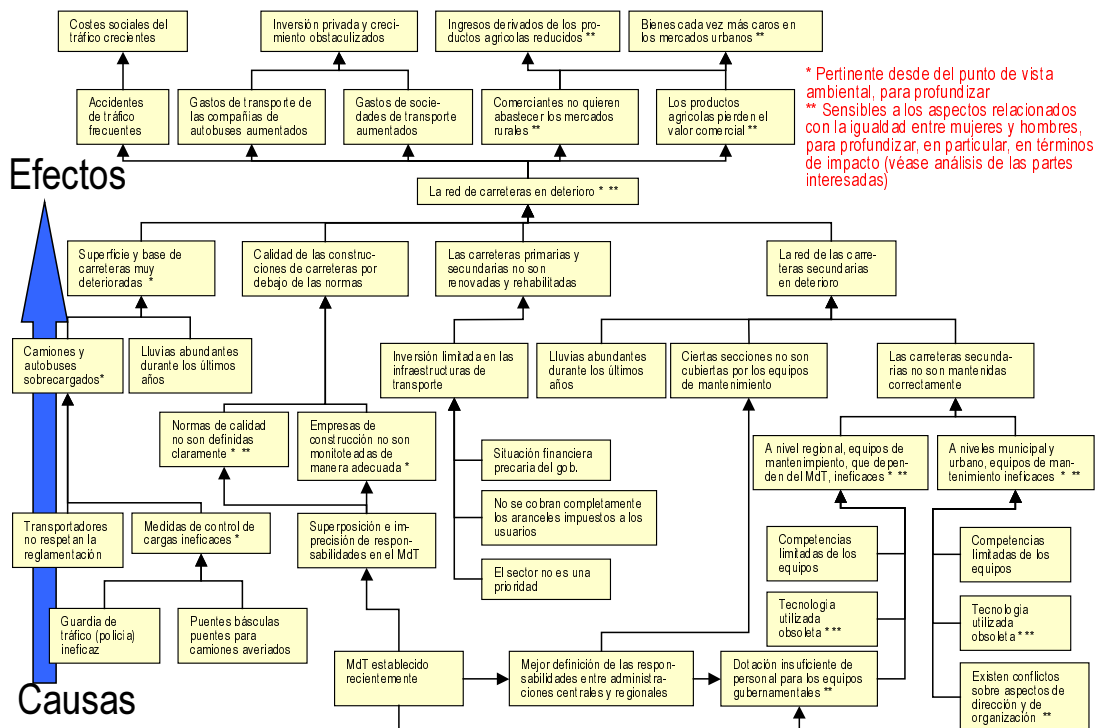 Costes sociales del
tráfico crecientes
Inversión privada y creci-
miento obstaculizados
Ingresos derivados de los pro-
ductos agrícolas reducidos **
Bienes cada vez más caros en
los mercados urbanos **
* Pertinente desde del punto de vista
ambiental, para profundizar
** Sensibles a los aspectos relacionados
con la igualdad entre mujeres y hombres,
para profundizar, en particular, en términos
de impacto (véase análisis de las partes
interesadas)
Accidentes
de tráfico
frecuentes
Gastos de transporte de
las compañías de
autobuses aumentados
Gastos de socie-
dades de transporte
aumentados
Comerciantes no quieren
abastecer los mercados
rurales **
Los productos
agrícolas pierden el
valor comercial **
Efectos
La red de carreteras en deterioro * **
Superficie y base de
carreteras muy
deterioradas *
Calidad de las construc-
ciones de carreteras por
debajo de las normas
Las carreteras primarias y
secundarias no son
renovadas y rehabilitadas
La red de las carre-
teras secundarias
en deterioro
Camiones y
autobuses
sobrecargados*
Lluvias abundantes
durante los últimos
años
Inversión limitada en las
infraestructuras de
transporte
Lluvias abundantes
durante los últimos
años
Ciertas secciones no son
cubiertas por los equipos
de mantenimiento
Las carreteras secunda-
rias no son mantenidas
correctamente
Normas de calidad
no son definidas
claramente * **
Empresas de
construcción no son
monitoteadas de
manera adecuada *
Situación financiera
precaria del gob.
A nivel regional, equipos de
mantenimpiento, que depen-
den del MdT, ineficaces * **
A niveles municipal y
urbano, equipos de man-
tenimiento ineficaces * **
No se cobran completamente
los aranceles impuestos a los
usuarios
Transportadores
no respetan la
reglamentación
Medidas de control de
cargas ineficaces *
Superposición e im-
precisión de respon-
sabilidades en el MdT
El sector no es una
prioridad
Competencias
limitadas de los
equipos
Competencias
limitadas de los
equipos
Guardia de
tráfico (policía)
ineficaz
Puentes básculas
puentes para
camiones averiados
Tecnologia
utilizada
obsoleta * **
Tecnologia
utilizada
obsoleta * **
MdT establecido
recientemente
Mejor definición de las respon-
sabilidades entre administra-
ciones centrales y regionales
Dotación insuficiente de
personal para los equipos
gubernamentales **
Existen conflictos
sobre aspectos de
dirección y de
organización **
Causas